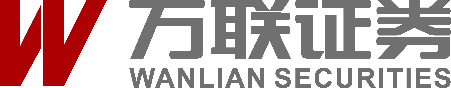 万联证券
WANLIAN SECURITIES